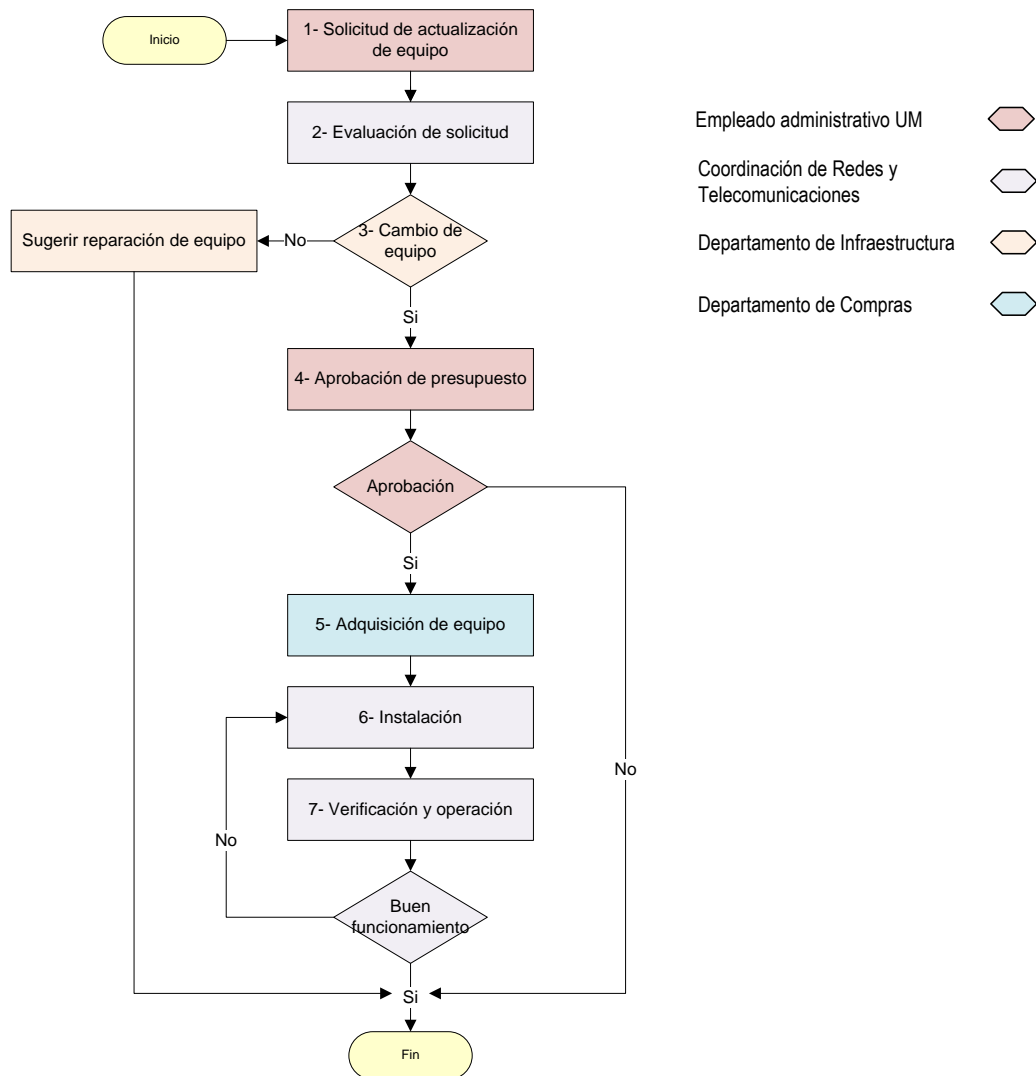 Inicio
1- Solicitud de actualización
de equipo
2- Evaluación de solicitud
3- Cambio de
equipo
No
Sugerir reparación de equipo
Si
4- Aprobación de presupuesto
Aprobación
Si
5- Adquisición de equipo
6- Instalación
No
7- Verificación y operación
No
Buen
funcionamiento
Si
Fin
Empleado administrativo UM
Coordinación de Redes y
Telecomunicaciones
Departamento de Infraestructura
Departamento de Compras